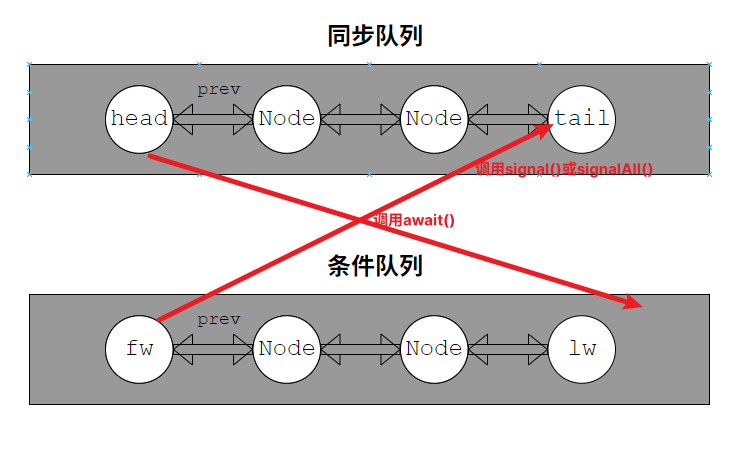 同步队列
prev
head
Node
Node
tail
调用signal()或signalAll()
调用await()
条件队列
prev
fw
Node
Node
lw